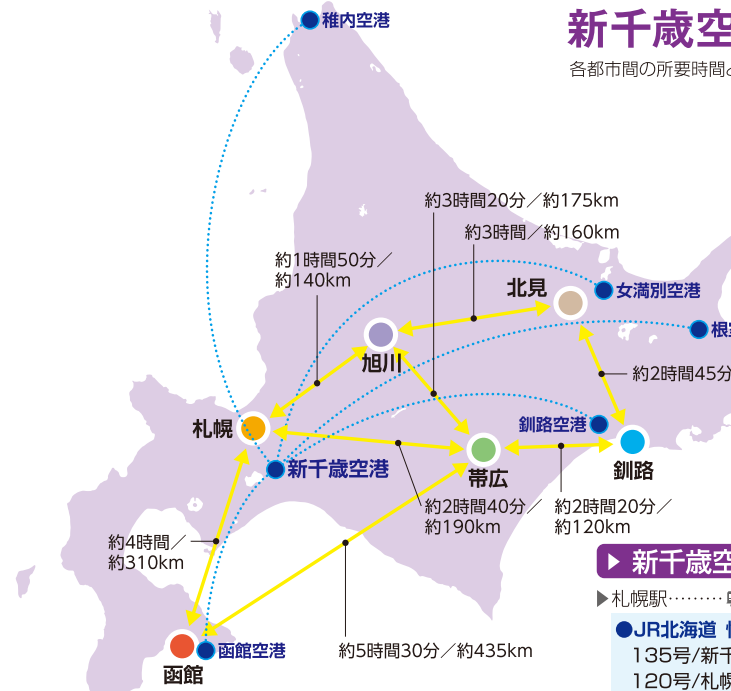 稚内空港
新千歳空
各都市間の所要時間
約3時間20分／約175km
約3時間／約160km
約1時間50分／
約140km
北見
女満別空港
根
旭川
約2時間45分
札幌
釧路空港
新千歳空港
帯広
釧路
約2時間40分／
約190km
約2時間20分／
約120km
約4時間／
約310km
新千歳空
札幌駅………
JR北海道
135号/新千
120号/札幌
函館空港
函館
約5時間30分／約435km